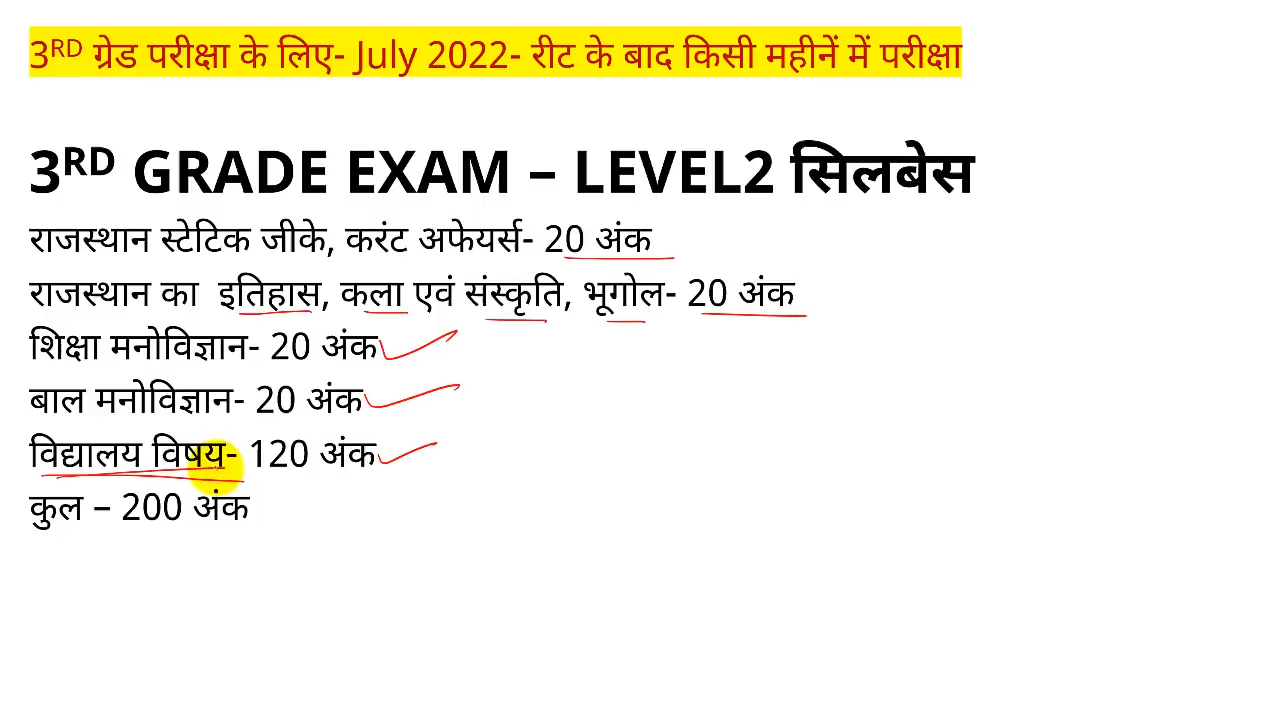 3RD ग्रेड परीक्षा के लिए- July 2022- रीट के बाद किसी महीनें में परीक्षा
3RD GRADE EXAM – LEVEL2 सिलबेस
राजस्थान स्टेटिक जीके, करंट अफेयर्स- 20 अंक
राजस्थान का इतिहास, कला एवं संस्कृति, भूगोल- 20 अंक
शिक्षा मनोविज्ञान- 20 अंक
बाल मनोविज्ञान- 20 अंक
विद्यालय विषय- 120 अंक
कुल – 200 अंक